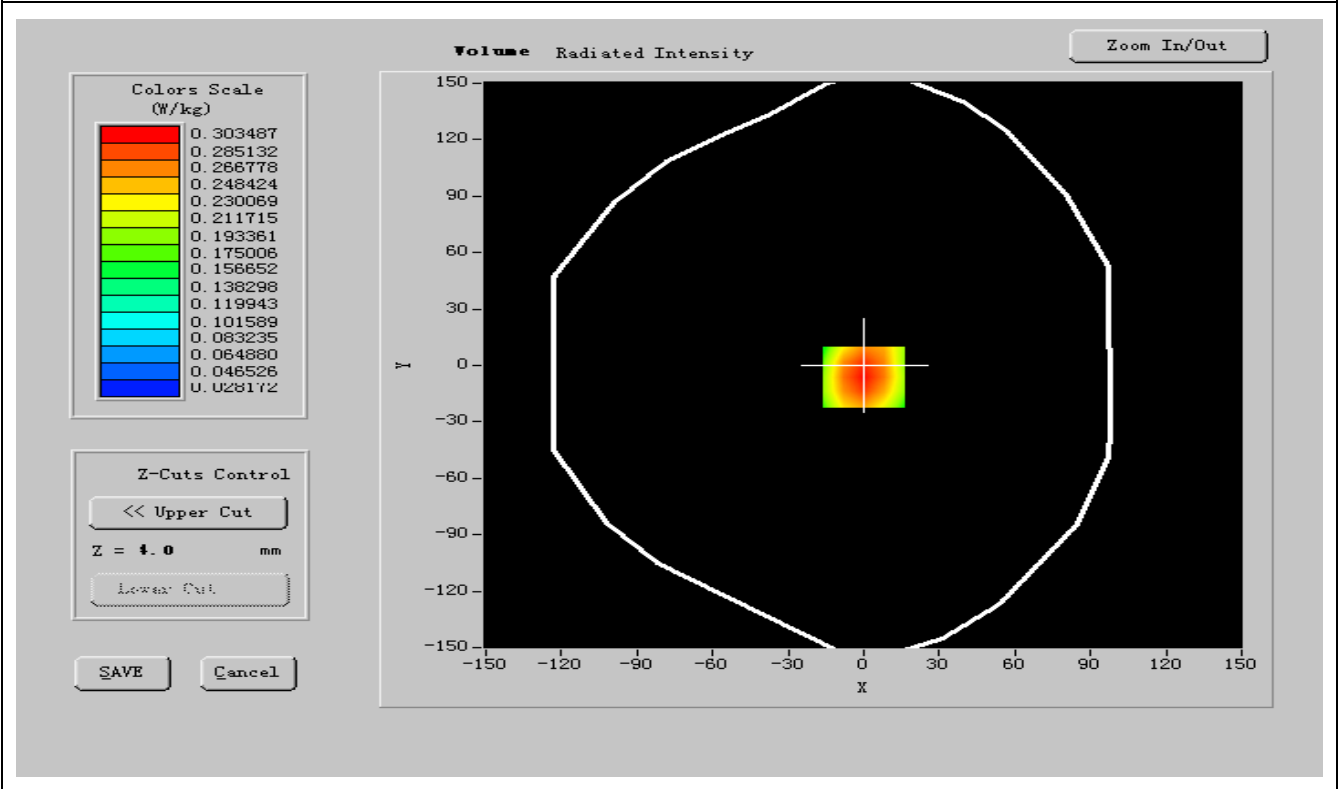 Volume Radiated Intensity
Zoom In/Out
Colors Scale
(W/kg)
0.303487
0.285132
0.266778
0.248424
0.230069
0.211715
0.193361
0.175006
0.156652
0.138298
0.119943
0.101589
0.083235
0.064880
0.046526
0.028172
Z-Cuts Control
<< Upper Cut
Z = 4.0 mm
Lower Cut
SAVE
Cancel
150
120
90
60
30
0
-30
-60
-90
-120
-150
Y
-150 -120 -90 -60 -30 0 30 60 90 120 150
X